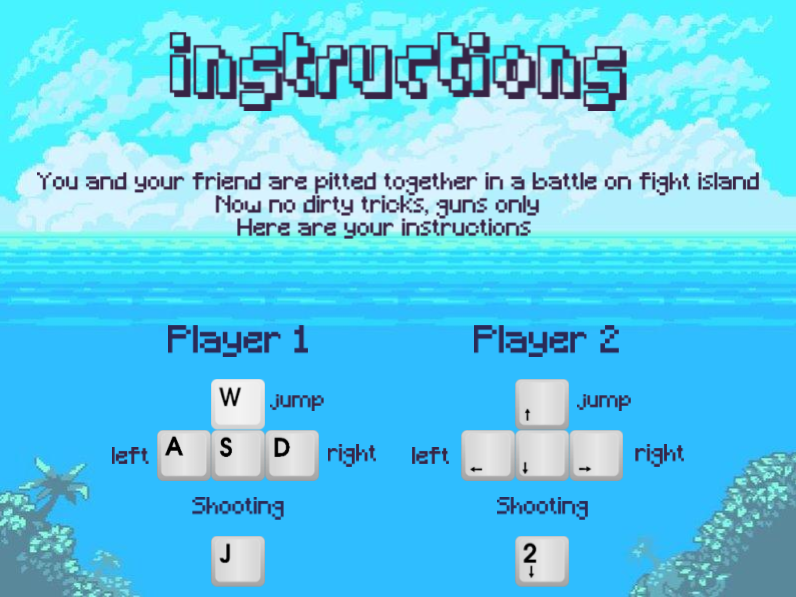 instructions
You and your friend are pitted together in a battle on fight island
Now no dirty tricks, guns only
Here are your instructions
Player 1 Player 2
W jump ↑ jump
left A S D right left ← ↓ → right
Shooting Shooting
J 2 ↓